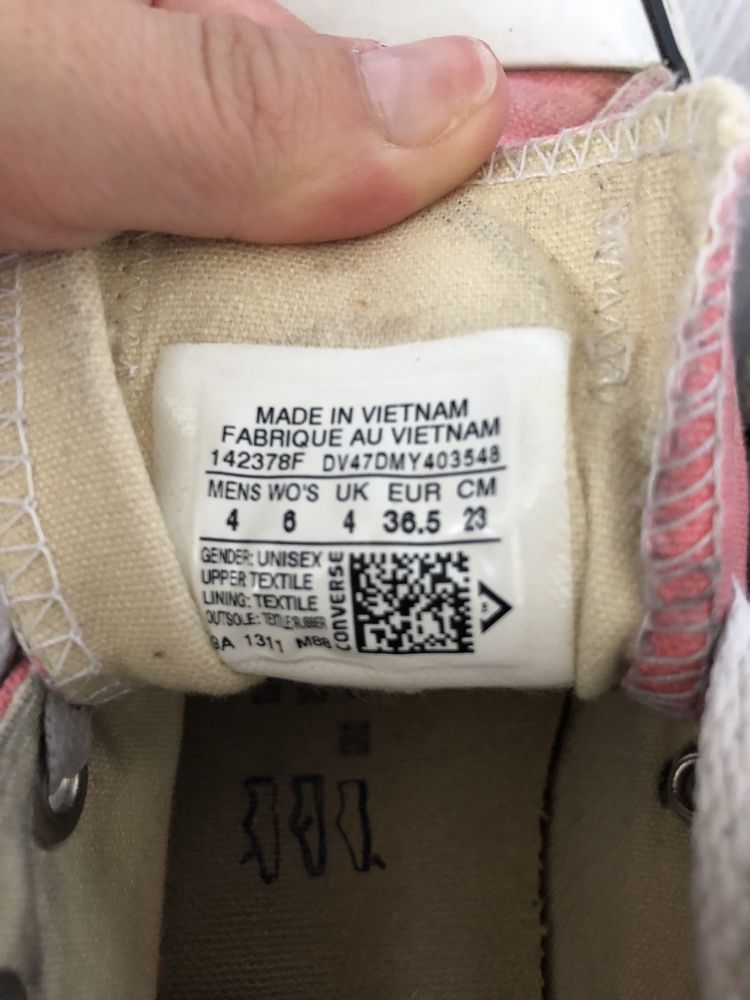 MADE IN VIETNAM
FABRIQUE AU VIETNAM
142378F DV47DMY403548
MENS WO'S UK EUR CM
4 6 4 36.5 23
GENDER: UNISEX
UPPER TEXTILE
LINING: TEXTILE
OUTSOLE: TEXTILE/RUBBER
1311 M88
CONVERSE